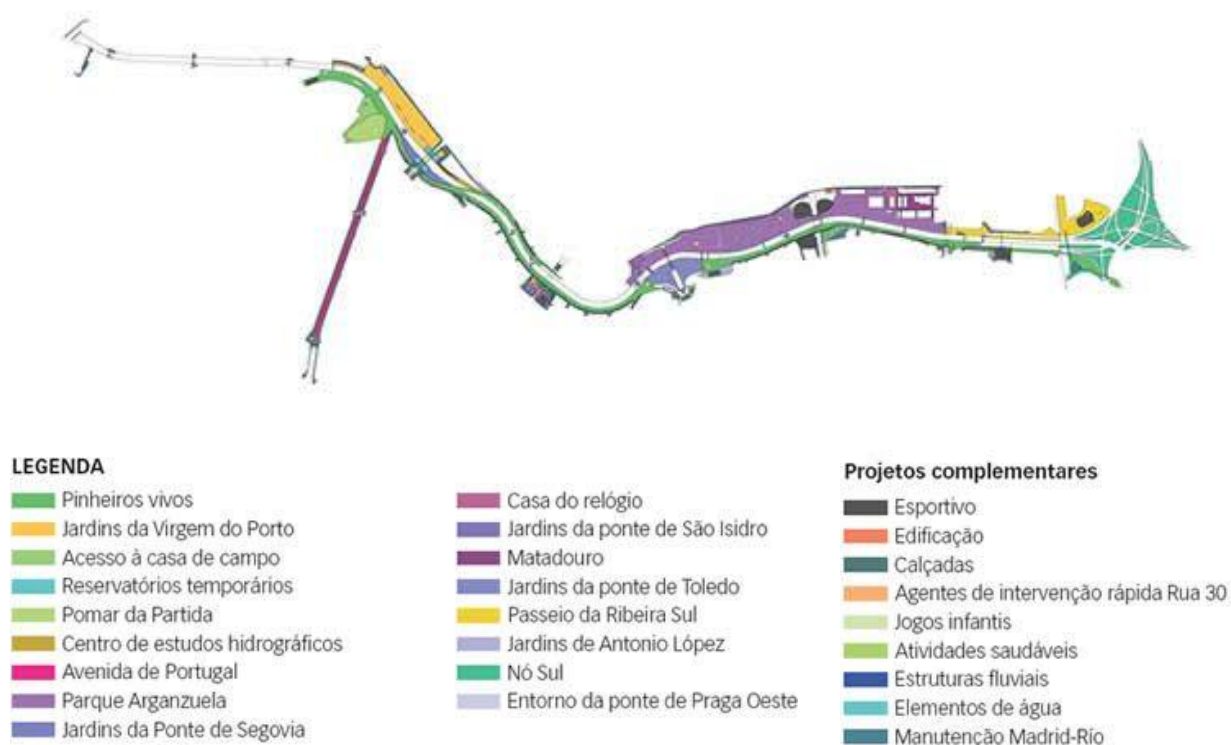 LEGENDA
Pinheiros vivos
Jardins da Virgem do Porto
Acesso à casa de campo
Reservatórios temporários
Pomar da Partida
Centro de estudos hidrográficos
Avenida de Portugal
Parque Arganzuela
Jardins da Ponte de Segovia
Casa do relógio
Jardins da ponte de São Isidro
Matadouro
Jardins da ponte de Toledo
Passeio da Ribeira Sul
Jardins de Antonio López
Nó Sul
Entorno da ponte de Praga Oeste
Projetos complementares
Esportivo
Edificação
Calçadas
Agentes de intervenção rápida Rua 30
Jogos infantis
Atividades saudáveis
Estruturas fluviais
Elementos de água
Manutenção Madrid-Río